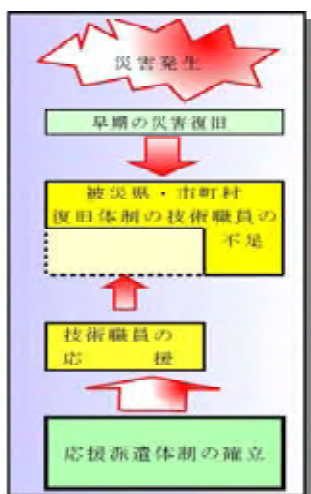 災害発生
早期の災害復旧
被災県・市町村
復旧体制の技術職員の
不足
技術職員の
応　　援
応援派遣体制の確立